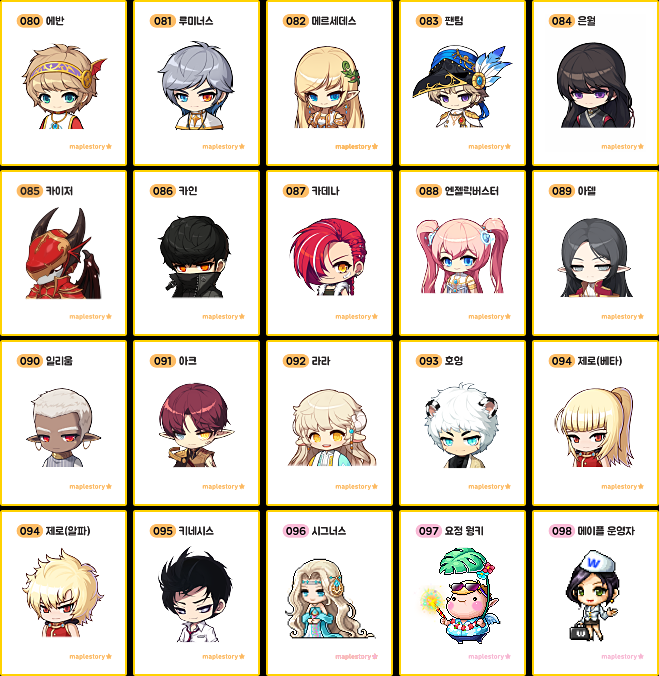 080 에반
081 루미너스
082 메르세데스
083 팬텀
084 은월
maplestory
maplestory
maplestory
maplestory
maplestory
085 카이저
086 카인
087 카데나
088 엔젤릭버스터
089 아델
maplestory
maplestory
maplestory
maplestory
maplestory
090 일리움
091 아크
092 라라
093 호영
094 제로(베타)
maplestory
maplestory
maplestory
maplestory
maplestory
094 제로(알파)
095 키네시스
096 시그너스
097 요정 웡키
098 메이플 운영자
W
W
maplestory
maplestory
maplestory
maplestory
maplestory